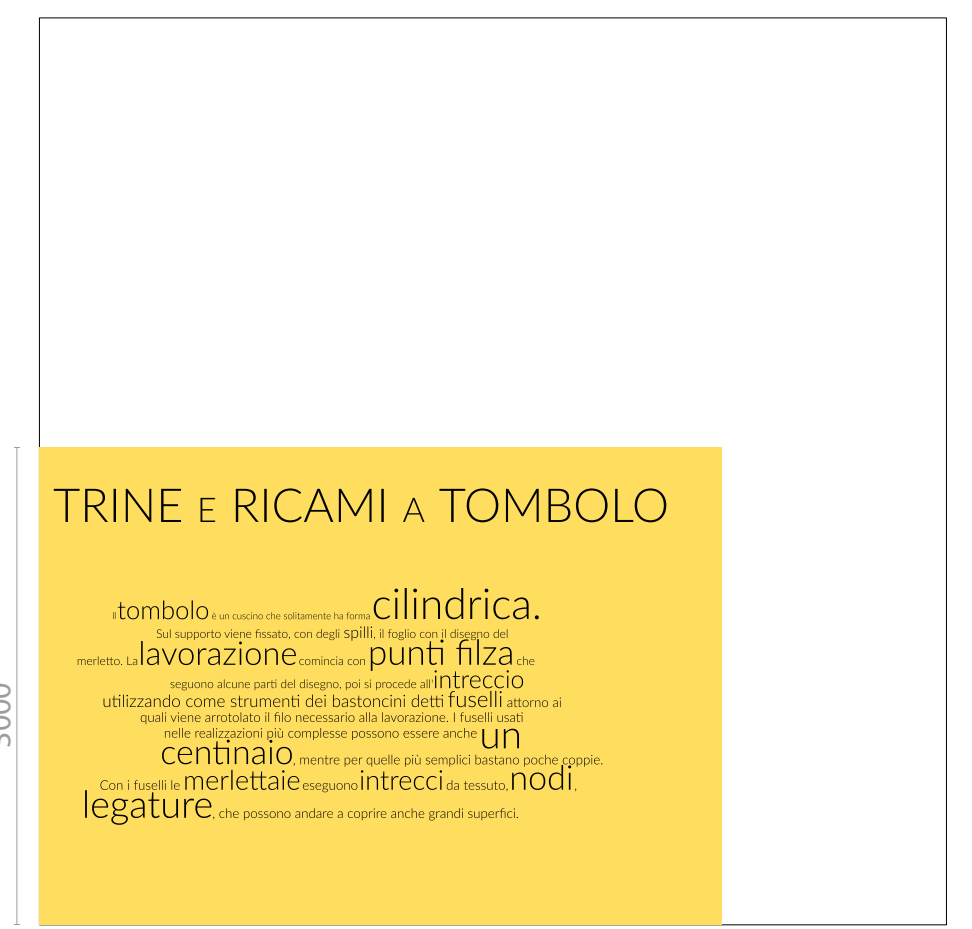 TRINE E RICAMI A TOMBOLO
Il tombolo è un cuscino che solitamente ha forma cilindrica.
Sul supporto viene fissato, con degli spilli, il foglio con il disegno del
merletto. La lavorazione comincia con punti filza che
seguono alcune parti del disegno, poi si procede all'intreccio
utilizzando come strumenti dei bastoncini detti fuselli attorno ai
quali viene arrotolato il filo necessario alla lavorazione. I fuselli usati
nelle realizzazioni più complesse possono essere anche un
centinaio, mentre per quelle più semplici bastano poche coppie.
Con i fuselli le merlettaie eseguono intrecci da tessuto, nodi,
legature, che possono andare a coprire anche grandi superfici.